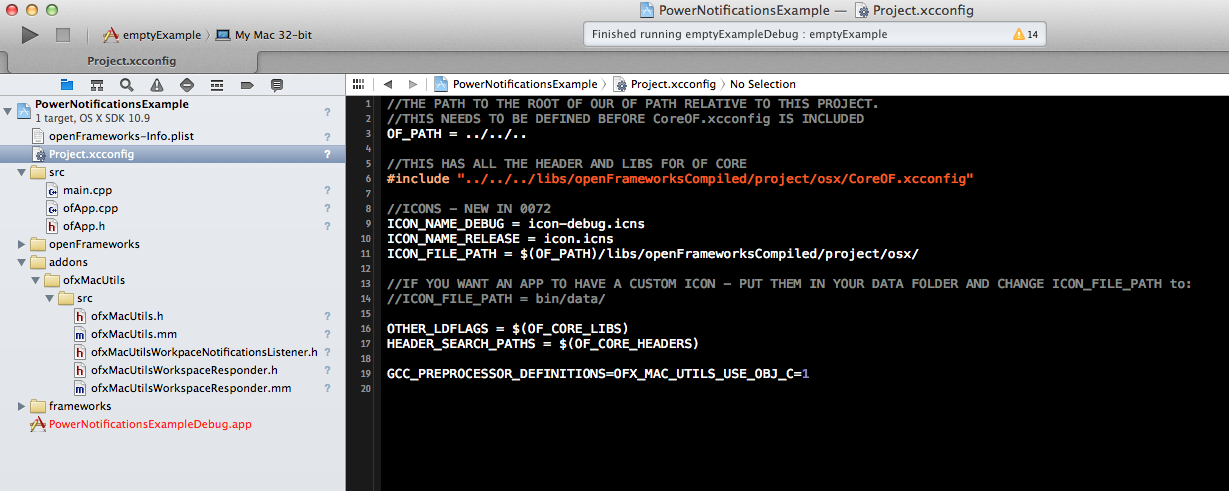 PowerNotificationsExample — Project.xcconfig
emptyExample 〉 My Mac 32-bit
Finished running emptyExampleDebug : emptyExample
14
Project.xcconfig
PowerNotificationsExample 〉 Project.xcconfig 〉 No Selection
PowerNotificationsExample
1 target, OS X SDK 10.9 ?
openFrameworks-Info.plist ?
Project.xcconfig ?
src
main.cpp ?
ofApp.cpp ?
ofApp.h ?
openFrameworks
addons
ofxMacUtils
src
ofxMacUtils.h ?
ofxMacUtils.mm ?
ofxMacUtilsWorkpaceNotificationsListener.h ?
ofxMacUtilsWorkspaceResponder.h ?
ofxMacUtilsWorkspaceResponder.mm ?
frameworks
PowerNotificationsExampleDebug.app
1 //THE PATH TO THE ROOT OF OUR OF PATH RELATIVE TO THIS PROJECT.
2 //THIS NEEDS TO BE DEFINED BEFORE CoreOF.xcconfig IS INCLUDED
3 OF_PATH = ../../..
4
5 //THIS HAS ALL THE HEADER AND LIBS FOR OF CORE
6 #include "../../../libs/openFrameworksCompiled/project/osx/CoreOF.xcconfig"
7
8 //ICONS - NEW IN 0072
9 ICON_NAME_DEBUG = icon-debug.icns
10 ICON_NAME_RELEASE = icon.icns
11 ICON_FILE_PATH = $(OF_PATH)/libs/openFrameworksCompiled/project/osx/
12
13 //IF YOU WANT AN APP TO HAVE A CUSTOM ICON - PUT THEM IN YOUR DATA FOLDER AND CHANGE ICON_FILE_PATH to:
14 //ICON_FILE_PATH = bin/data/
15
16 OTHER_LDFLAGS = $(OF_CORE_LIBS)
17 HEADER_SEARCH_PATHS = $(OF_CORE_HEADERS)
18
19 GCC_PREPROCESSOR_DEFINITIONS=OFX_MAC_UTILS_USE_OBJ_C=1
20